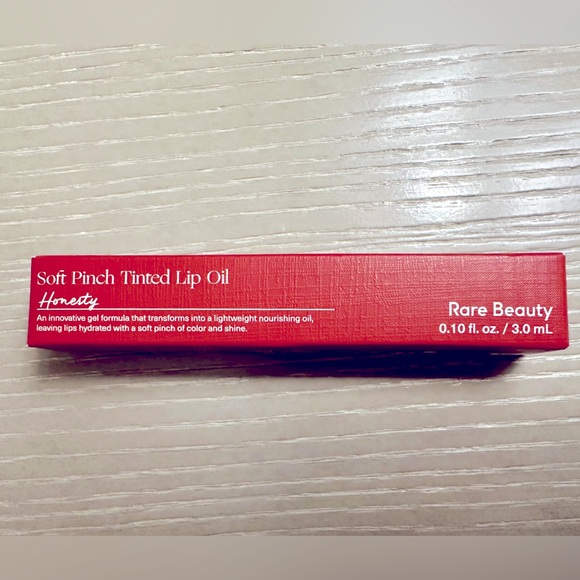 Soft Pinch Tinted Lip Oil
Honesty
An innovative gel formula that transforms into a lightweight nourishing oil,
leaving lips hydrated with a soft pinch of color and shine.
Rare Beauty
0.10 fl. oz. / 3.0 mL